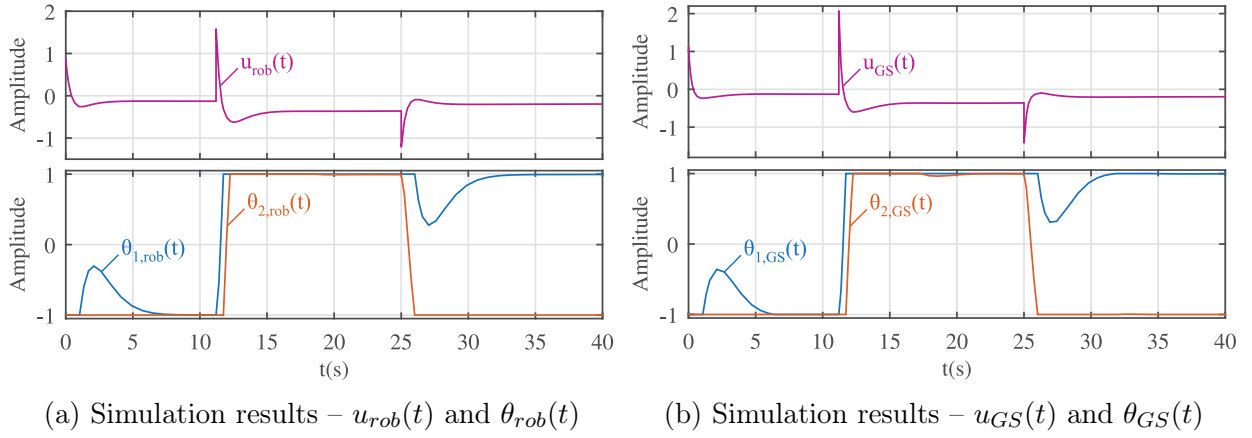 2
1
0
-1
Amplitude
u_rob(t)
1
0
-1
Amplitude
θ_1,rob(t)
θ_2,rob(t)
0 5 10 15 20 25 30 35 40
t(s)
(a) Simulation results – u_rob(t) and θ_rob(t)
2
1
0
-1
Amplitude
u_GS(t)
1
0
-1
Amplitude
θ_1,GS(t)
θ_2,GS(t)
0 5 10 15 20 25 30 35 40
t(s)
(b) Simulation results – u_GS(t) and θ_GS(t)